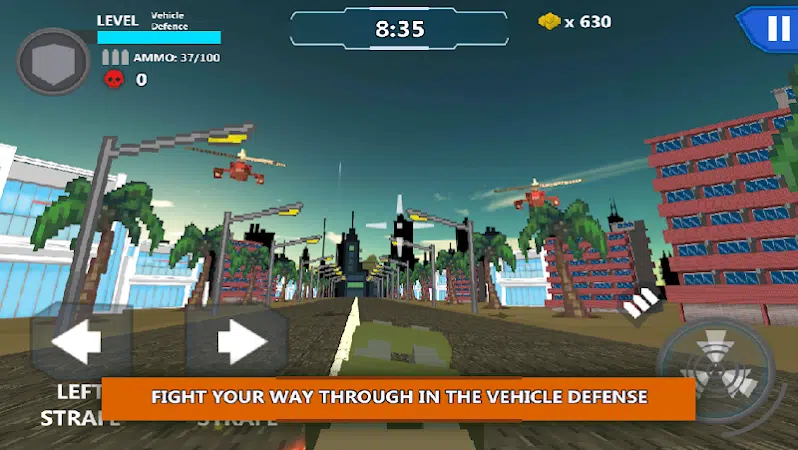 LEVEL
Vehicle
Defence
AMMO: 37/100
0
8:35
x 630
LEFT
STRAFE
STRAFE
FIGHT YOUR WAY THROUGH IN THE VEHICLE DEFENSE